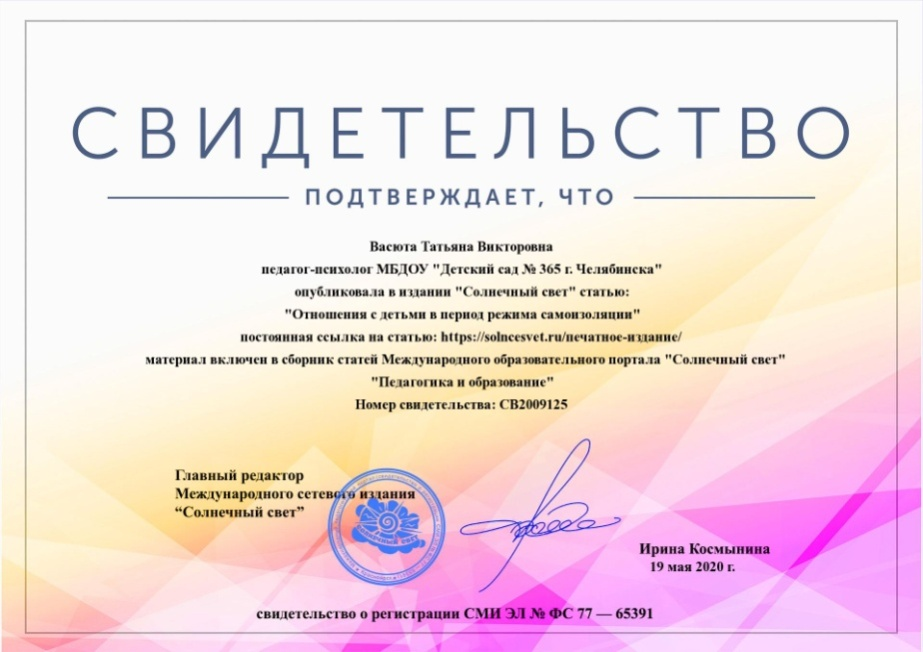 СВИДЕТЕЛЬСТВО
ПОДТВЕРЖДАЕТ, ЧТО
Васюта Татьяна Викторовна
педагог-психолог МБДОУ "Детский сад № 365 г. Челябинска"
опубликовала в издании "Солнечный свет" статью:
"Отношения с детьми в период режима самоизоляции"
постоянная ссылка на статью: https://solncesvet.ru/печатное-издание/
материал включен в сборник статей Международного образовательного портала "Солнечный свет"
"Педагогика и образование"
Номер свидетельства: СВ2009125
Главный редактор
Международного сетевого издания
“Солнечный свет”
Ирина Космынина
19 мая 2020 г.
свидетельство о регистрации СМИ ЭЛ № ФС 77 — 65391